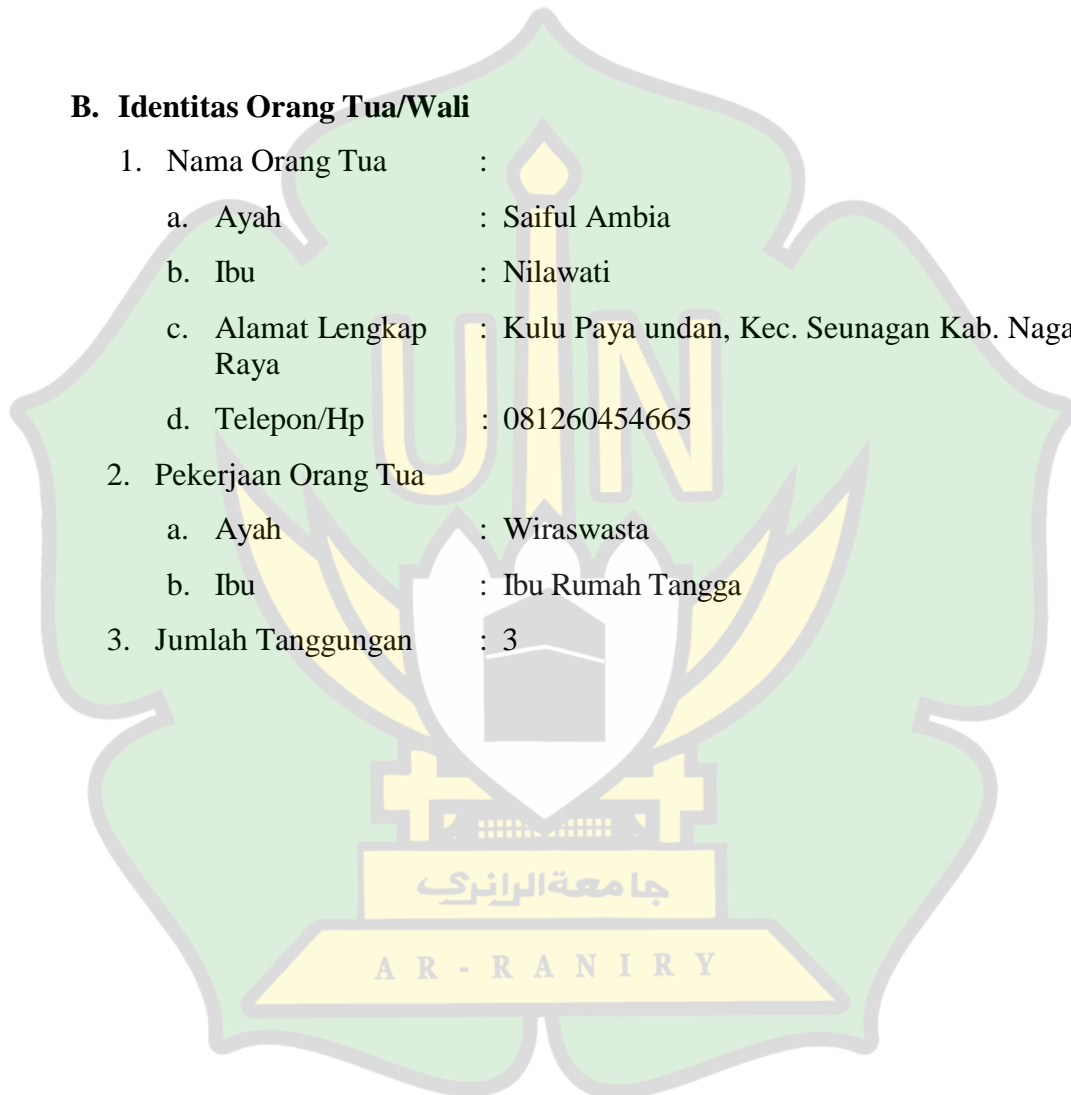 B. Identitas Orang Tua/Wali
1. Nama Orang Tua :
a. Ayah : Saiful Ambia
b. Ibu : Nilawati
c. Alamat Lengkap : Kulu Paya undan, Kec. Seunagan Kab. Naga
Raya
d. Telepon/Hp : 081260454665
2. Pekerjaan Orang Tua
a. Ayah : Wiraswasta
b. Ibu : Ibu Rumah Tangga
3. Jumlah Tanggungan : 3
UIN
جامعة الرانري
AR-RANIRY